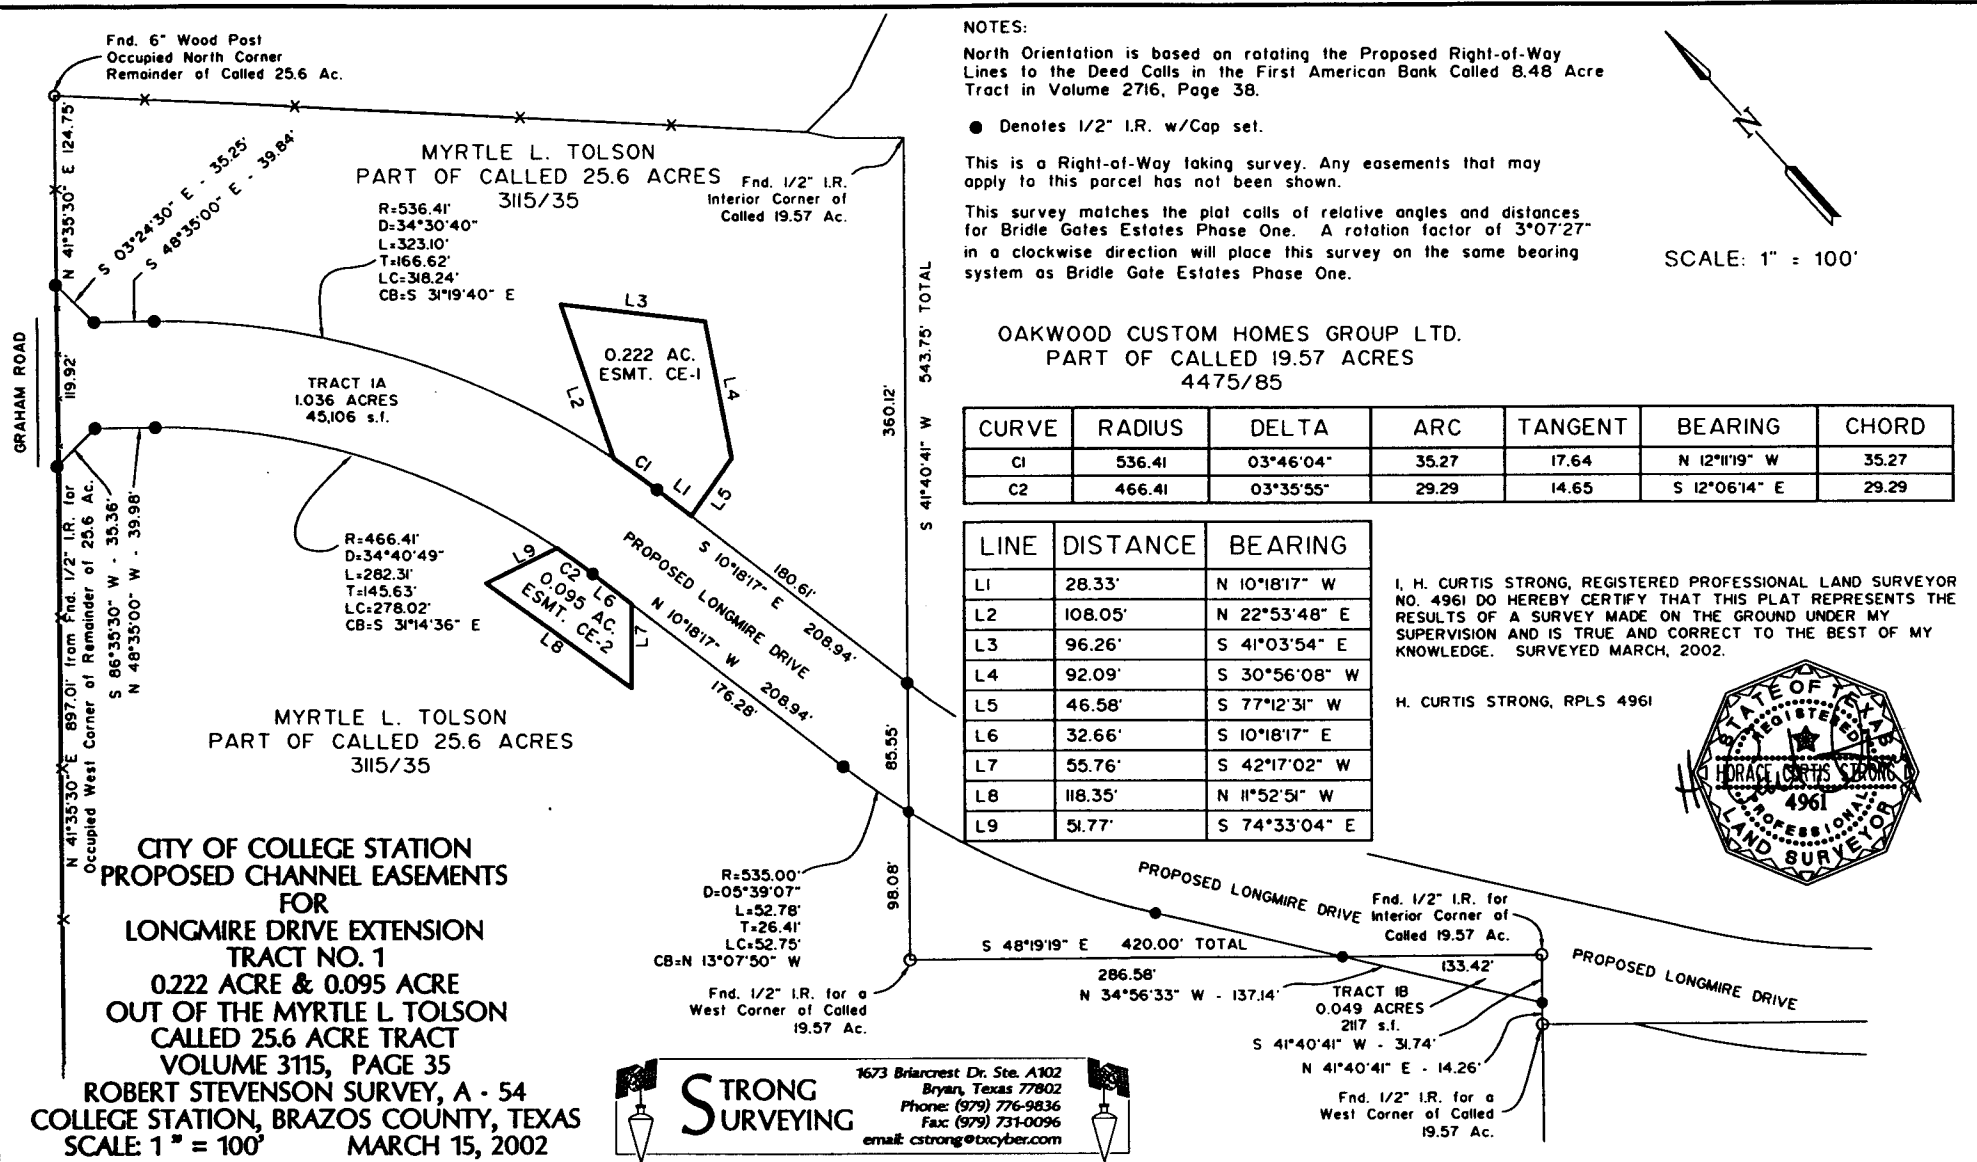 Fnd. 6" Wood Post
Occupied North Corner
Remainder of Called 25.6 Ac.
N 41°35'30" E 124.75'
S 03°24'30" E - 35.25'
S 48°35'00" E - 39.84'
MYRTLE L. TOLSON
PART OF CALLED 25.6 ACRES
3115/35
Fnd. 1/2" I.R.
Interior Corner of
Called 19.57 Ac.
R=536.41'
D=34°30'40"
L=323.10'
T=166.62'
LC=318.24'
CB=S 31°19'40" E
GRAHAM ROAD
119.92'
TRACT 1A
1.036 ACRES
45,106 s.f.
L3
0.222 AC.
ESMT. CE-1
L2
L4
C1
L1
L5
S 41°40'41" W 543.75' TOTAL
360.12'
NOTES:
North Orientation is based on rotating the Proposed Right-of-Way
Lines to the Deed Calls in the First American Bank Called 8.48 Acre
Tract in Volume 2716, Page 38.
Denotes 1/2" I.R. w/Cap set.
This is a Right-of-Way taking survey. Any easements that may
apply to this parcel has not been shown.
This survey matches the plat calls of relative angles and distances
for Bridle Gates Estates Phase One. A rotation factor of 3°07'27"
in a clockwise direction will place this survey on the same bearing
system as Bridle Gate Estates Phase One.
N
SCALE: 1" = 100'
OAKWOOD CUSTOM HOMES GROUP LTD.
PART OF CALLED 19.57 ACRES
4475/85
CURVE RADIUS DELTA ARC TANGENT BEARING CHORD
C1 536.41 03°46'04" 35.27 17.64 N 12°11'19" W 35.27
C2 466.41 03°35'55" 29.29 14.65 S 12°06'14" E 29.29
LINE DISTANCE BEARING
L1 28.33' N 10°18'17" W
L2 108.05' N 22°53'48" E
L3 96.26' S 41°03'54" E
L4 92.09' S 30°56'08" W
L5 46.58' S 77°12'31" W
L6 32.66' S 10°18'17" E
L7 55.76' S 42°17'02" W
L8 118.35' N 11°52'51" W
L9 51.77' S 74°33'04" E
I, H. CURTIS STRONG, REGISTERED PROFESSIONAL LAND SURVEYOR
NO. 4961 DO HEREBY CERTIFY THAT THIS PLAT REPRESENTS THE
RESULTS OF A SURVEY MADE ON THE GROUND UNDER MY
SUPERVISION AND IS TRUE AND CORRECT TO THE BEST OF MY
KNOWLEDGE. SURVEYED MARCH, 2002.
H. CURTIS STRONG, RPLS 4961
STATE OF TEXAS
REGISTERED
HORACE CURTIS STRONG
4961
PROFESSIONAL
LAND SURVEYOR
N 41°35'30" E 897.01' from Fnd. 1/2" I.R. for
Occupied West Corner of Remainder of 25.6 Ac.
S 86°35'30" W - 35.36'
N 48°35'00" W - 39.98'
R=466.41'
D=34°40'49"
L=282.31'
T=145.63'
LC=278.02'
CB=S 31°14'36" E
L9
C2
L6
0.095 AC.
ESMT. CE-2
L7
L8
S 10°18'17" E
180.61'
208.94'
PROPOSED LONGMIRE DRIVE
N 10°18'17" W
208.94'
176.28'
85.55'
98.08'
MYRTLE L. TOLSON
PART OF CALLED 25.6 ACRES
3115/35
R=535.00'
D=05°39'07"
L=52.78'
T=26.41'
LC=52.75'
CB=N 13°07'50" W
Fnd. 1/2" I.R. for a
West Corner of Called
19.57 Ac.
PROPOSED LONGMIRE DRIVE
Fnd. 1/2" I.R. for
Interior Corner of
Called 19.57 Ac.
S 48°19'19" E 420.00' TOTAL
286.58'
133.42'
N 34°56'33" W - 137.14'
TRACT 1B
0.049 ACRES
2117 s.f.
S 41°40'41" W - 31.74'
N 41°40'41" E - 14.26'
PROPOSED LONGMIRE DRIVE
Fnd. 1/2" I.R. for a
West Corner of Called
19.57 Ac.
CITY OF COLLEGE STATION
PROPOSED CHANNEL EASEMENTS
FOR
LONGMIRE DRIVE EXTENSION
TRACT NO. 1
0.222 ACRE & 0.095 ACRE
OUT OF THE MYRTLE L TOLSON
CALLED 25.6 ACRE TRACT
VOLUME 3115, PAGE 35
ROBERT STEVENSON SURVEY, A - 54
COLLEGE STATION, BRAZOS COUNTY, TEXAS
SCALE: 1 " = 100' MARCH 15, 2002
STRONG
SURVEYING
1673 Briarcrest Dr. Ste. A102
Bryan, Texas 77802
Phone: (979) 776-9836
Fax: (979) 731-0096
email: cstrong@txcyber.com